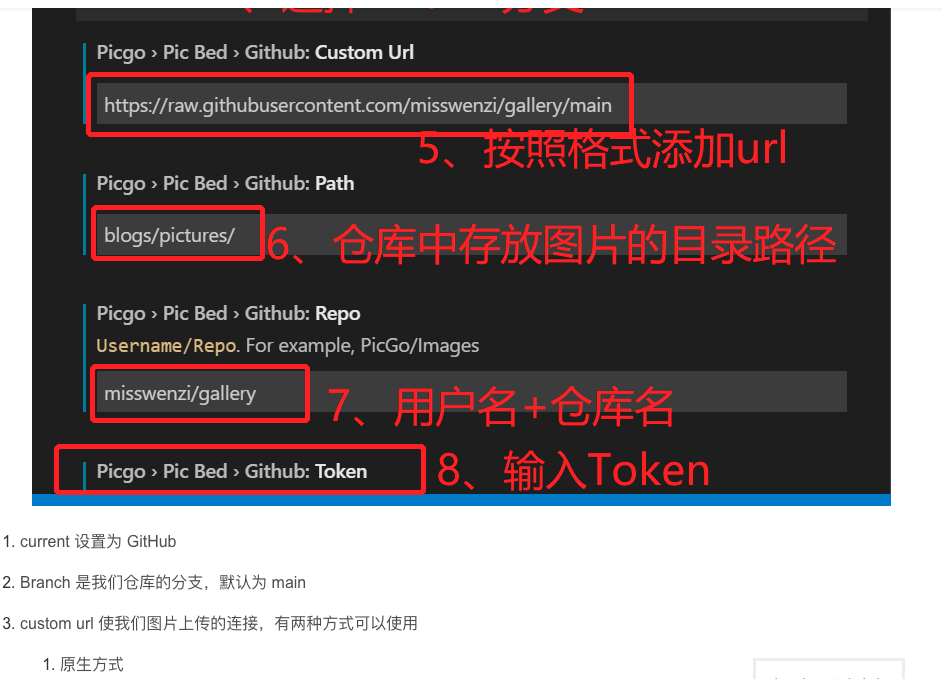 Picgo › Pic Bed › Github: Custom Url
https://raw.githubusercontent.com/misswenzi/gallery/main
5、按照格式添加url
Picgo › Pic Bed › Github: Path
blogs/pictures/
6、仓库中存放图片的目录路径
Picgo › Pic Bed › Github: Repo
Username/Repo. For example, PicGo/Images
misswenzi/gallery
7、用户名+仓库名
Picgo › Pic Bed › Github: Token
8、输入Token
1. current 设置为 GitHub
2. Branch 是我们仓库的分支，默认为 main
3. custom url 使我们图片上传的连接，有两种方式可以使用
1. 原生方式